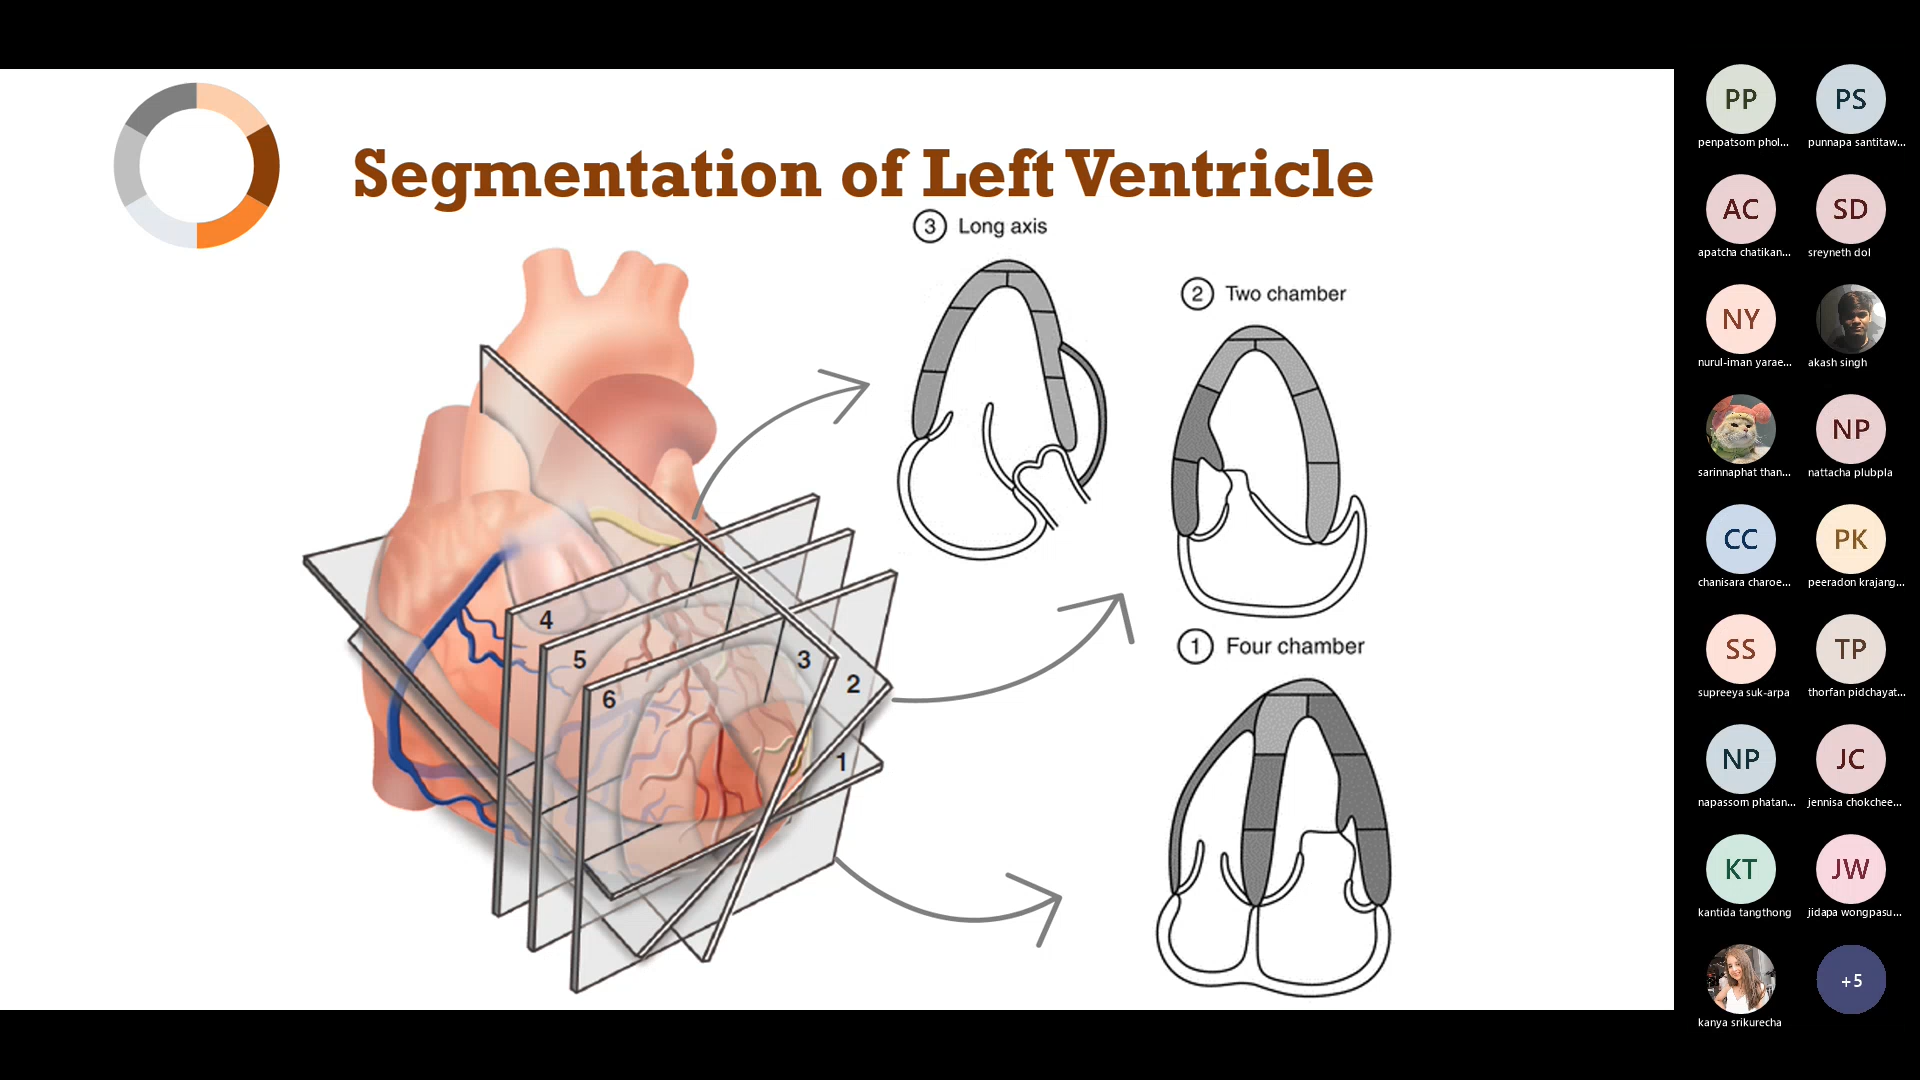 Segmentation of Left Ventricle
3 Long axis
2 Two chamber
1 Four chamber
4
5
6
3
2
1
PP
penpatsorn phol...
PS
punnapa santitaw...
AC
apatcha chatikan...
SD
sreyneth dol
NY
nurul-iman yarae...
akash singh
sarinnaphat than...
NP
nattacha plubpla
CC
chanisara charoe...
PK
peeradon krajang...
SS
supreeya suk-arpa
TP
thorfan pidchayat...
NP
napassorn phatan...
JC
jennisa chokchee...
KT
kantida tangthong
JW
jidapa wongpasu...
kanya srikurecha
+5